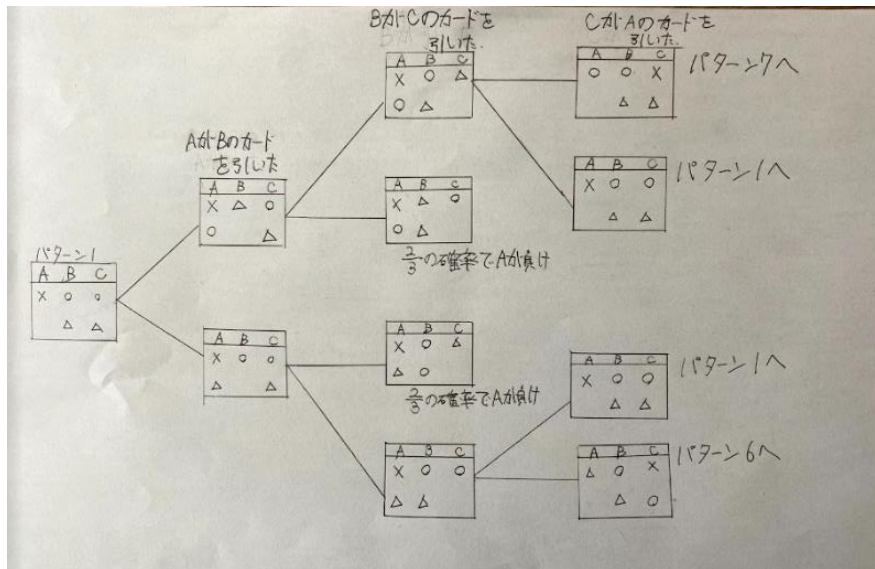 BがCのカードを
引いた.
CがAのカードを
引いた.
A B C
X O △
O △
A B C
O O X
△ △
パターン7へ
AがBのカード
を引いた
A B C
X △ O
O △
A B C
X △ O
O △
2/3の確率でAが負け
A B C
X O O
△ △
パターン1へ
パターン1
A B C
X O O
△ △
A B C
X O O
△ △
A B C
X O △
△ O
2/3の確率でAが負け
A B C
X O O
△ △
パターン1へ
A B C
X O O
△ △
A B C
△ O X
△ O
パターン6へ